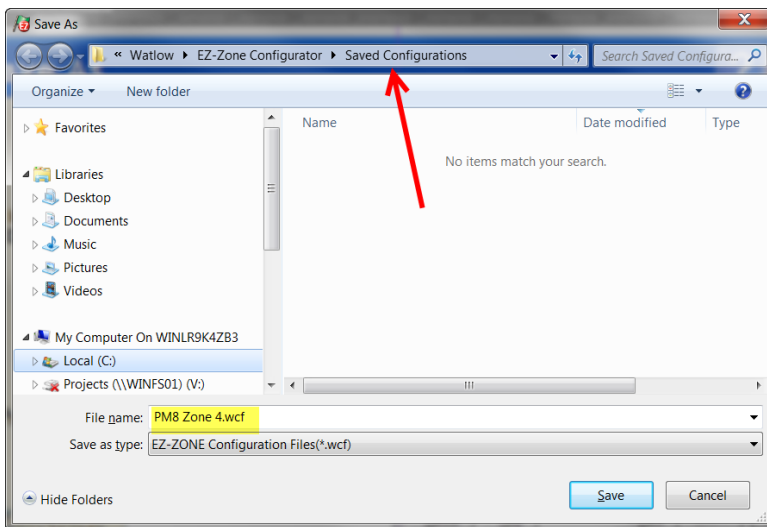 Save As
« Watlow ▸ EZ-Zone Configurator ▸ Saved Configurations
Search Saved Configura...
Organize
New folder
Favorites
Libraries
Desktop
Documents
Music
Pictures
Videos
My Computer On WINLR9K4ZB3
Local (C:)
Projects (\\WINFS01) (V:)
Name
Date modified
Type
No items match your search.
File name: PM8 Zone 4.wcf
Save as type: EZ-ZONE Configuration Files(*.wcf)
Hide Folders
Save
Cancel